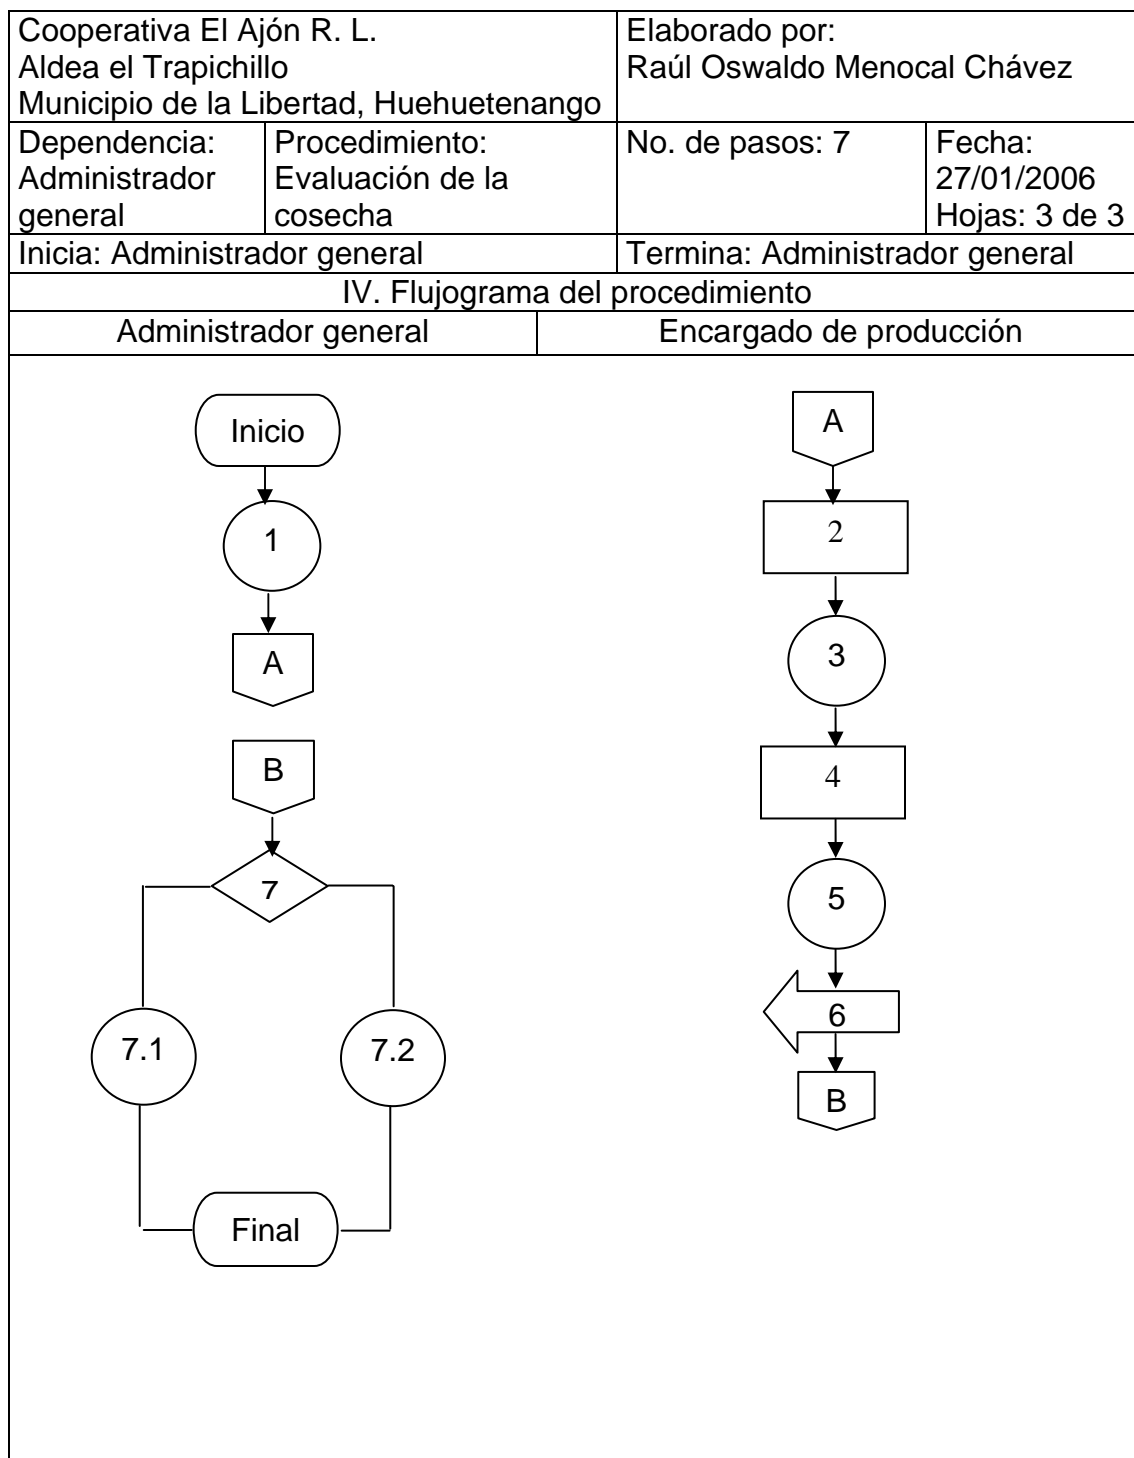 Cooperativa El Ajón R. L.
Aldea el Trapichillo
Municipio de la Libertad, Huehuetenango
Elaborado por:
Raúl Oswaldo Menocal Chávez
Dependencia:
Administrador
general
Procedimiento:
Evaluación de la
cosecha
No. de pasos: 7
Fecha:
27/01/2006
Hojas: 3 de 3
Inicia: Administrador general
Termina: Administrador general
IV. Flujograma del procedimiento
Administrador general
Encargado de producción
Inicio
1
A
B
7
7.1
7.2
Final
A
2
3
4
5
6
B